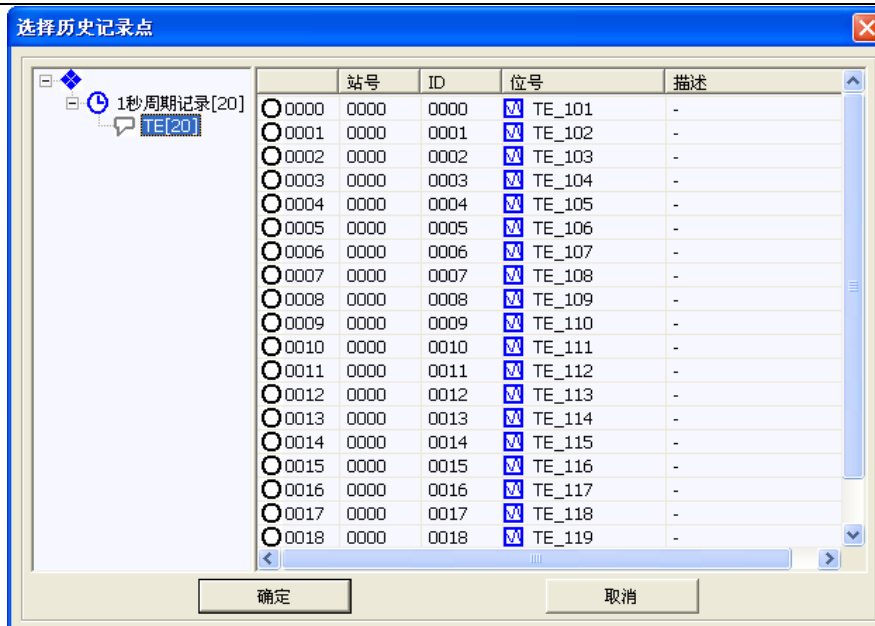 选择历史记录点
站号 ID 位号 描述
1秒周期记录[20]
TE[20]
0000 0000 0000 TE_101 -
0001 0000 0001 TE_102 -
0002 0000 0002 TE_103 -
0003 0000 0003 TE_104 -
0004 0000 0004 TE_105 -
0005 0000 0005 TE_106 -
0006 0000 0006 TE_107 -
0007 0000 0007 TE_108 -
0008 0000 0008 TE_109 -
0009 0000 0009 TE_110 -
0010 0000 0010 TE_111 -
0011 0000 0011 TE_112 -
0012 0000 0012 TE_113 -
0013 0000 0013 TE_114 -
0014 0000 0014 TE_115 -
0015 0000 0015 TE_116 -
0016 0000 0016 TE_117 -
0017 0000 0017 TE_118 -
0018 0000 0018 TE_119 -
确定 取消